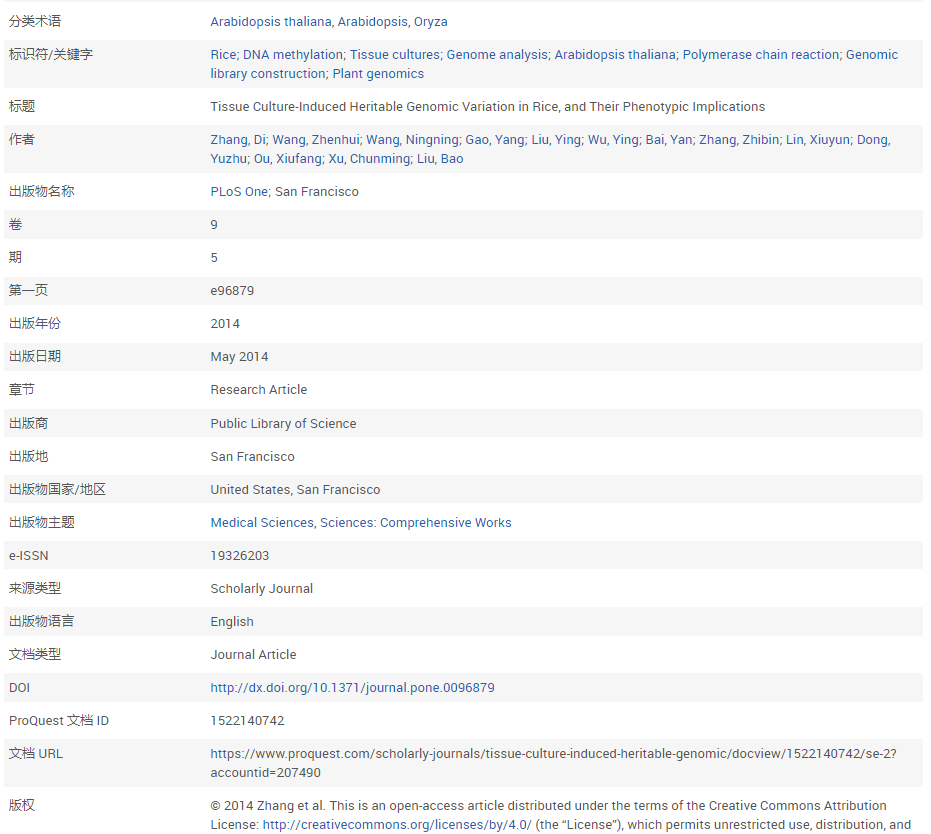 分类术语 Arabidopsis thaliana, Arabidopsis, Oryza
标识符/关键字 Rice; DNA methylation; Tissue cultures; Genome analysis; Arabidopsis thaliana; Polymerase chain reaction; Genomic
library construction; Plant genomics
标题 Tissue Culture-Induced Heritable Genomic Variation in Rice, and Their Phenotypic Implications
作者 Zhang, Di; Wang, Zhenhui; Wang, Ningning; Gao, Yang; Liu, Ying; Wu, Ying; Bai, Yan; Zhang, Zhibin; Lin, Xiuyun; Dong,
Yuzhu; Ou, Xiufang; Xu, Chunming; Liu, Bao
出版物名称 PLoS One; San Francisco
卷 9
期 5
第一页 e96879
出版年份 2014
出版日期 May 2014
章节 Research Article
出版商 Public Library of Science
出版地 San Francisco
出版物国家/地区 United States, San Francisco
出版物主题 Medical Sciences, Sciences: Comprehensive Works
e-ISSN 19326203
来源类型 Scholarly Journal
出版物语言 English
文档类型 Journal Article
DOI http://dx.doi.org/10.1371/journal.pone.0096879
ProQuest 文档 ID 1522140742
文档 URL https://www.proquest.com/scholarly-journals/tissue-culture-induced-heritable-genomic/docview/1522140742/se-2?
accountid=207490
版权 © 2014 Zhang et al. This is an open-access article distributed under the terms of the Creative Commons Attribution
License: http://creativecommons.org/licenses/by/4.0/ (the “License”), which permits unrestricted use, distribution, and